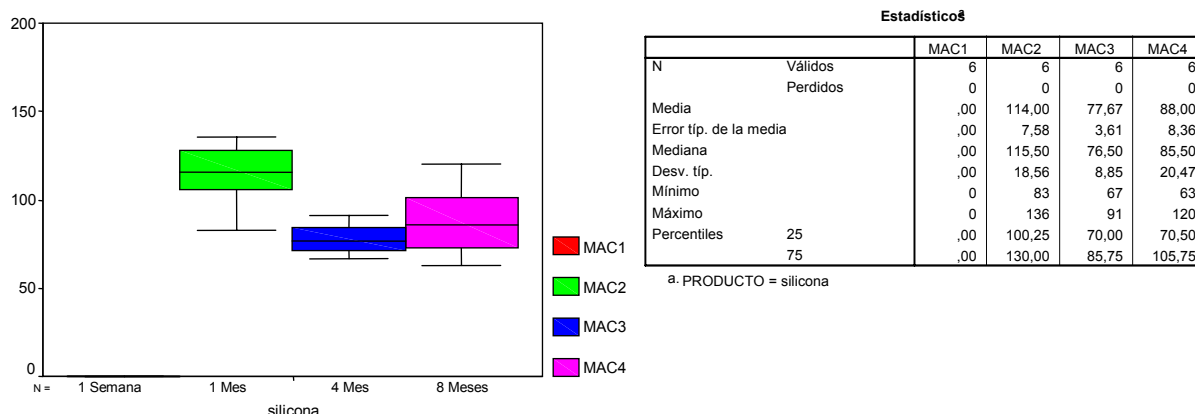 200
150
100
50
0
N =
1 Semana
1 Mes
4 Mes
8 Meses
silicona
MAC1
MAC2
MAC3
MAC4
Estadísticosa
MAC1 MAC2 MAC3 MAC4
N Válidos 6 6 6 6
Perdidos 0 0 0 0
Media ,00 114,00 77,67 88,00
Error típ. de la media ,00 7,58 3,61 8,36
Mediana ,00 115,50 76,50 85,50
Desv. típ. ,00 18,56 8,85 20,47
Mínimo 0 83 67 63
Máximo 0 136 91 120
Percentiles 25 ,00 100,25 70,00 70,50
75 ,00 130,00 85,75 105,75
a. PRODUCTO = silicona